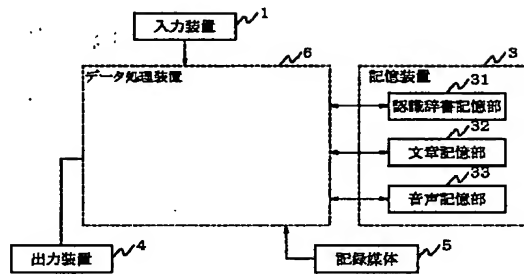 入力装置
1
6
データ処理装置
3
記憶装置
31
認識辞書記憶部
32
文章記憶部
33
音声記憶部
出力装置
4
記録媒体
5